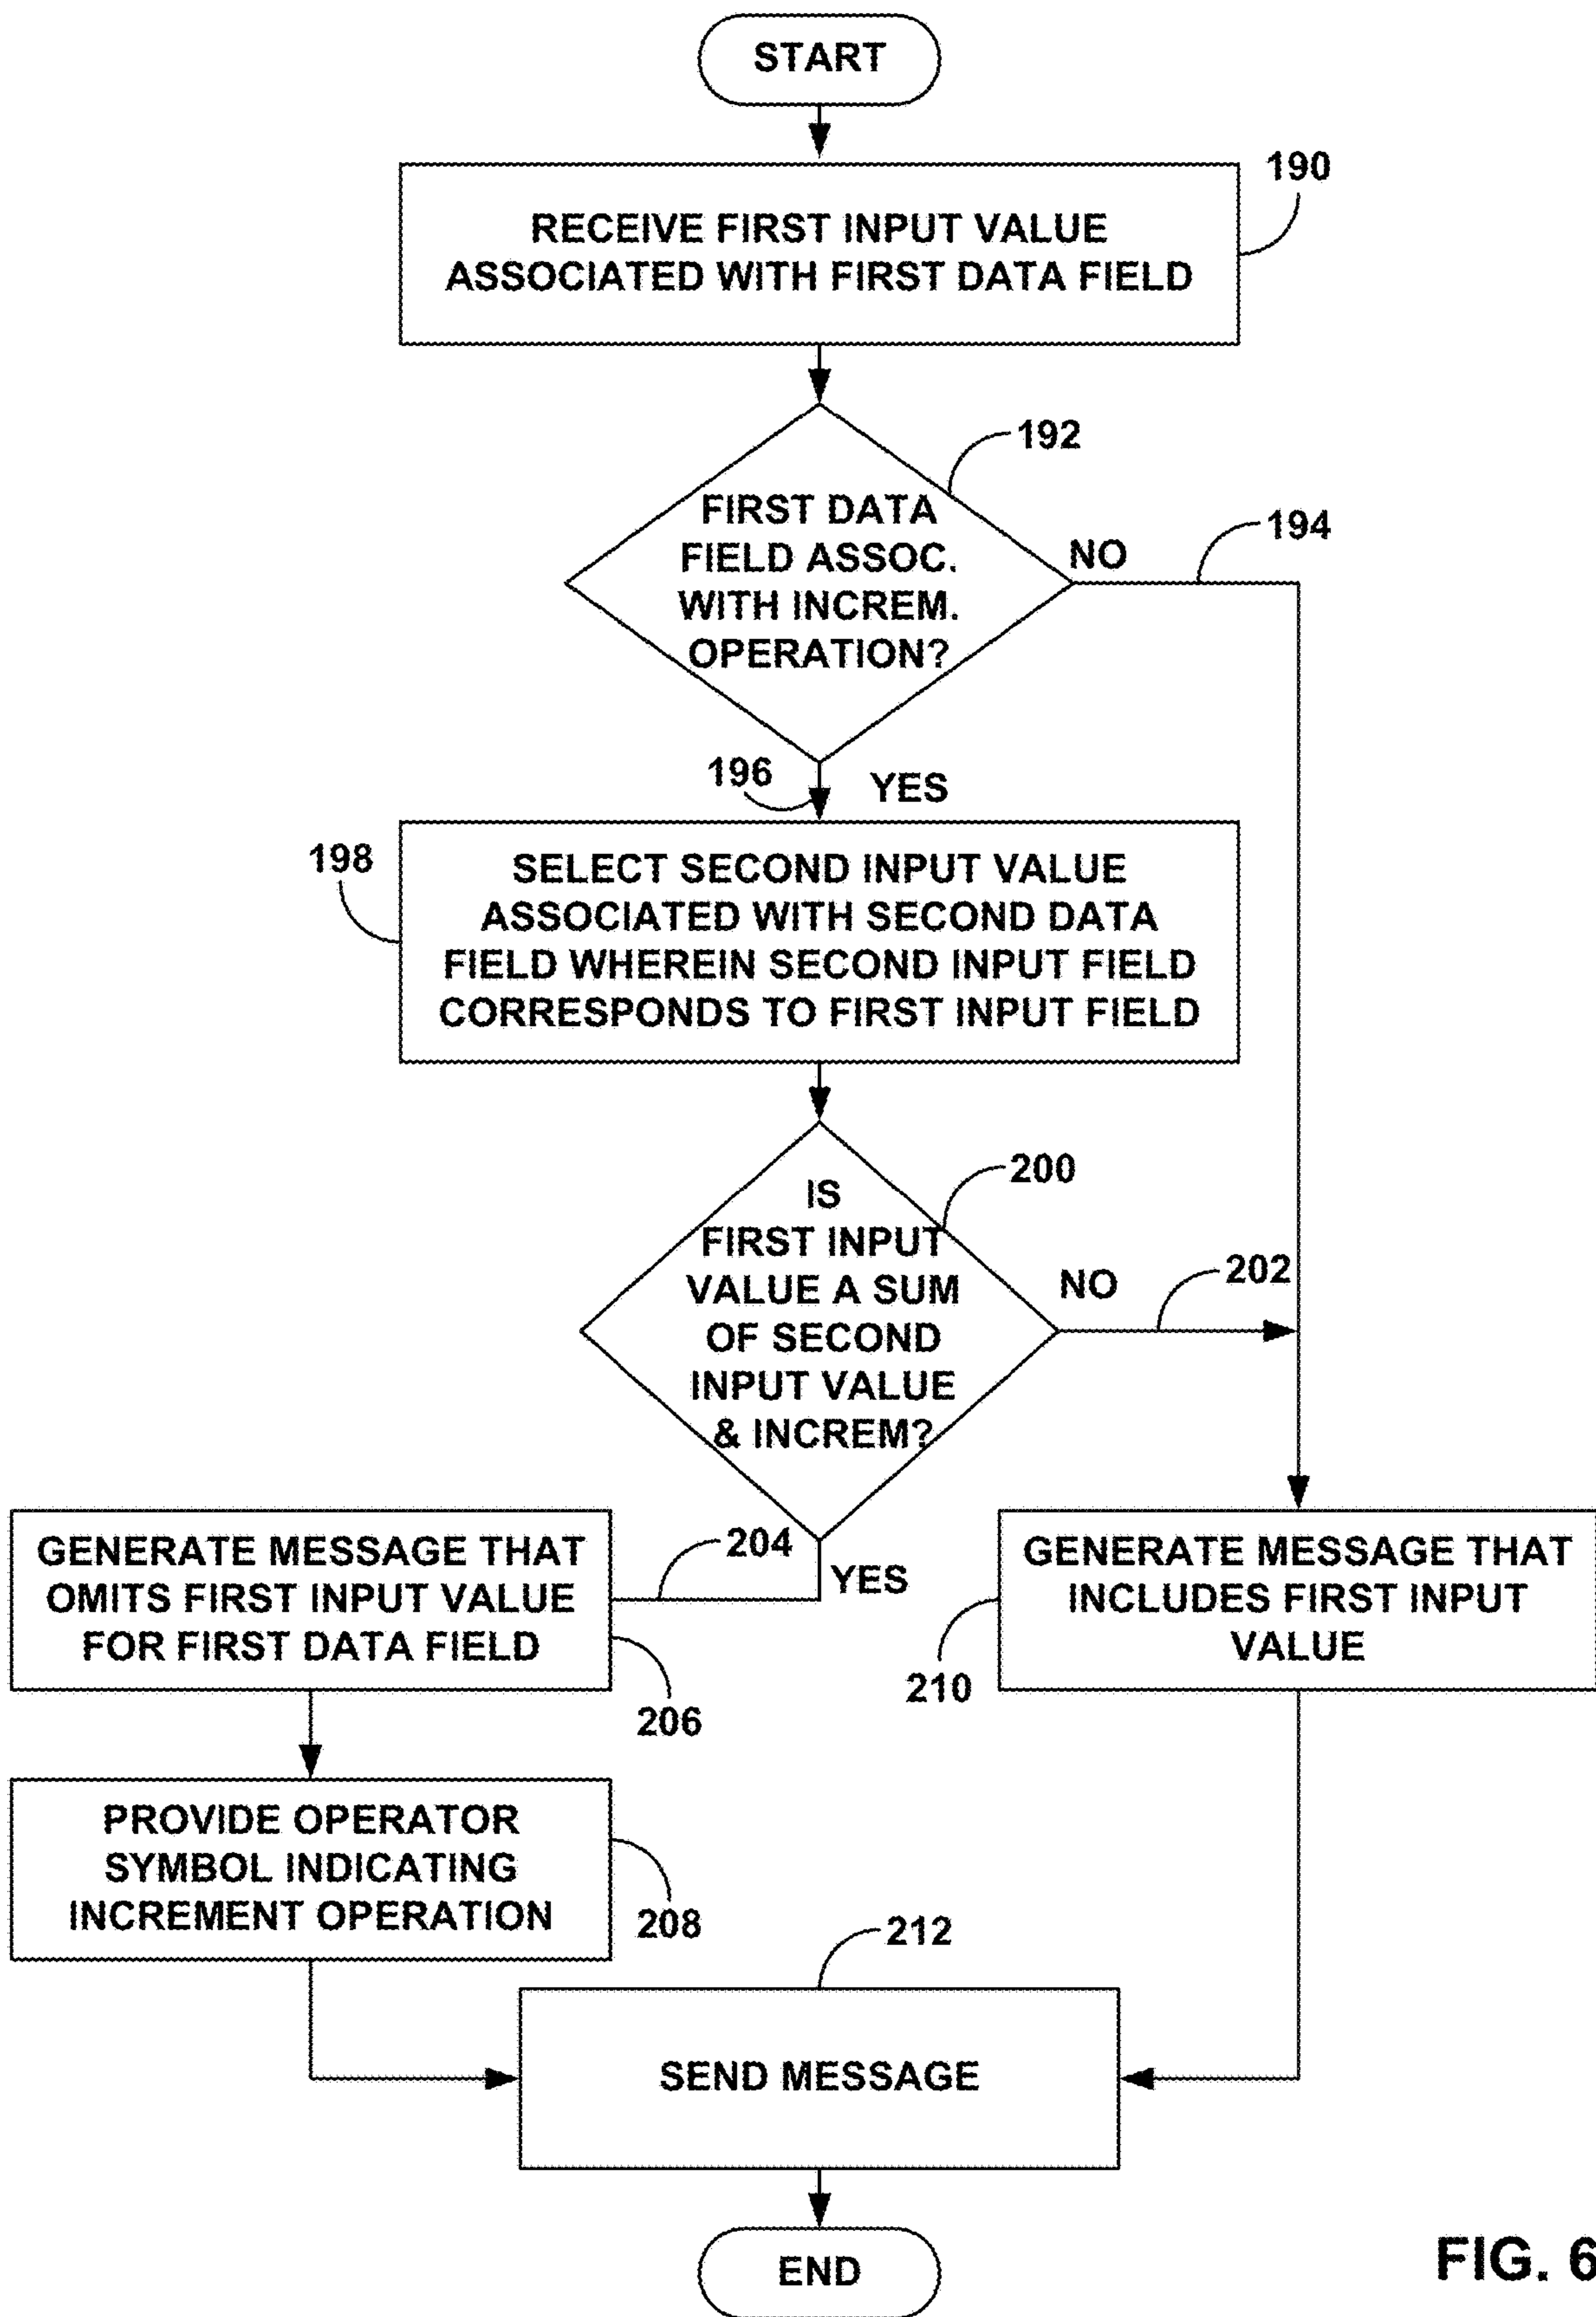 START
190
RECEIVE FIRST INPUT VALUE
ASSOCIATED WITH FIRST DATA FIELD
192
FIRST DATA
FIELD ASSOC.
WITH INCREM.
OPERATION?
NO
194
196
YES
198
SELECT SECOND INPUT VALUE
ASSOCIATED WITH SECOND DATA
FIELD WHEREIN SECOND INPUT FIELD
CORRESPONDS TO FIRST INPUT FIELD
200
IS
FIRST INPUT
VALUE A SUM
OF SECOND
INPUT VALUE
& INCREM?
NO
202
204
YES
GENERATE MESSAGE THAT
OMITS FIRST INPUT VALUE
FOR FIRST DATA FIELD
206
GENERATE MESSAGE THAT
INCLUDES FIRST INPUT
VALUE
210
PROVIDE OPERATOR
SYMBOL INDICATING
INCREMENT OPERATION
208
212
SEND MESSAGE
END
FIG. 6